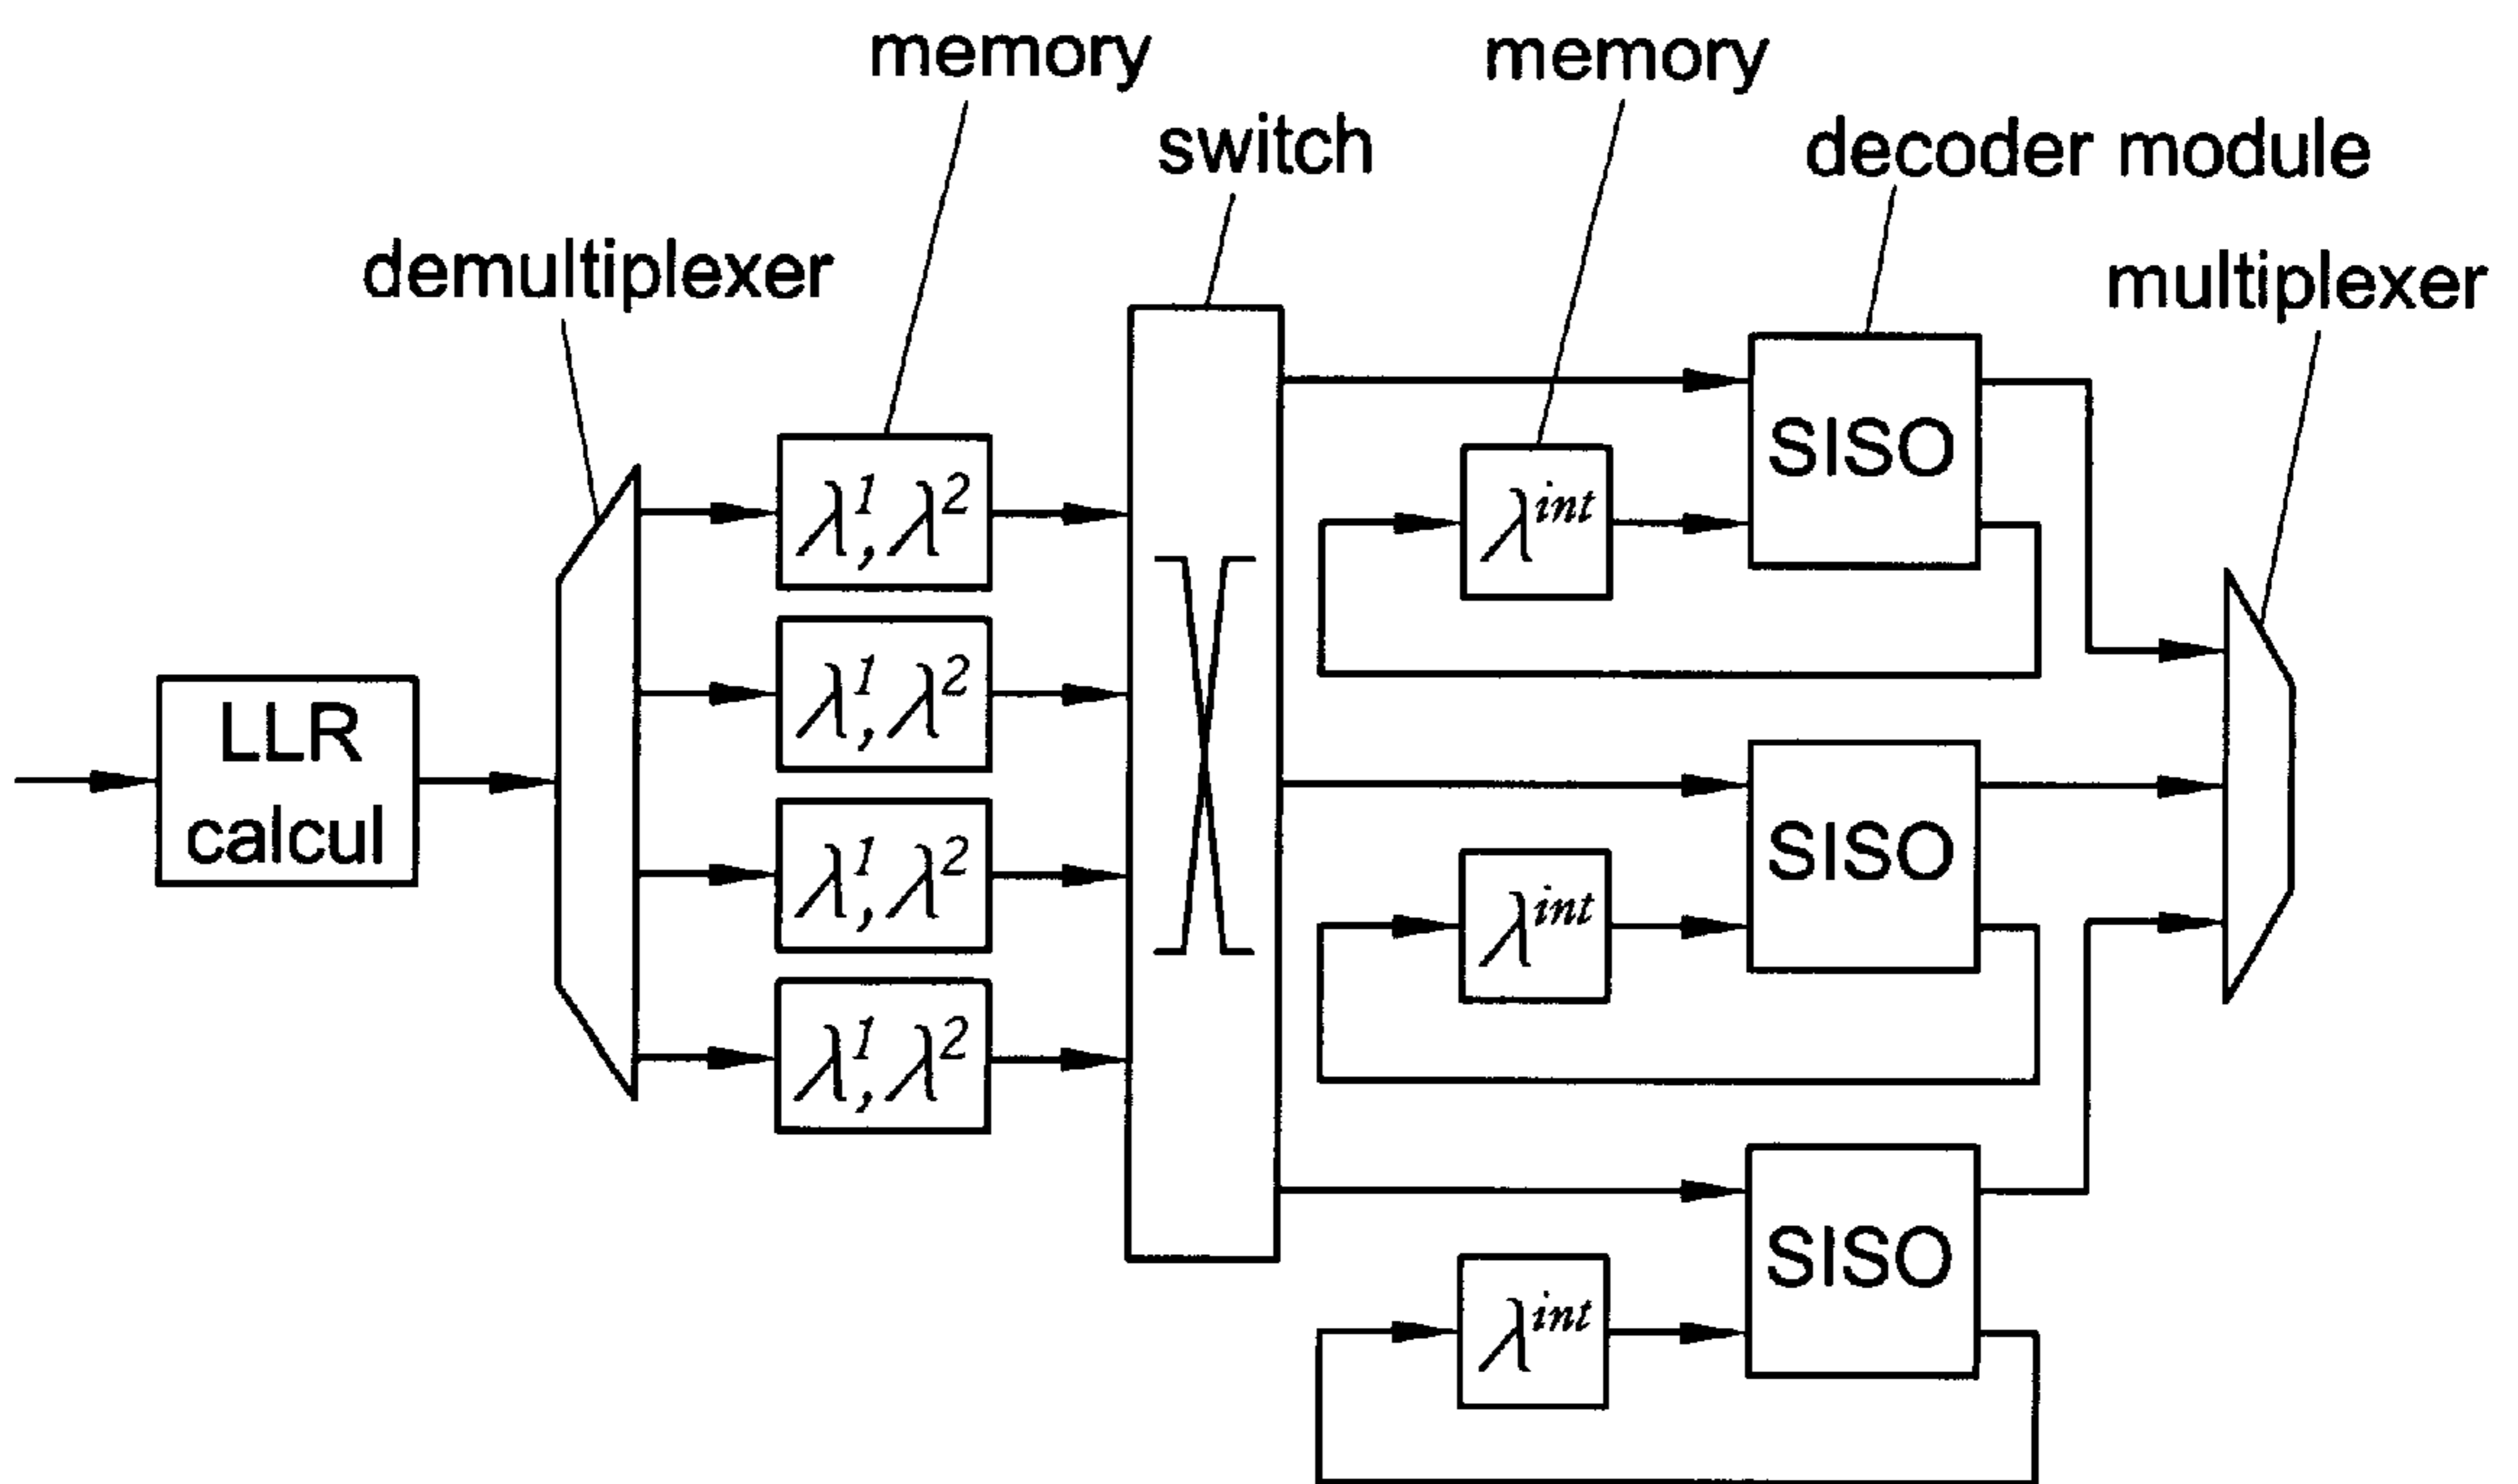 memory
memory
switch
decoder module
demultiplexer
multiplexer
SISO
λ¹, λ²
λ^int
λ¹, λ²
LLR
calcul
λ¹, λ²
SISO
λ^int
λ¹, λ²
SISO
λ^int